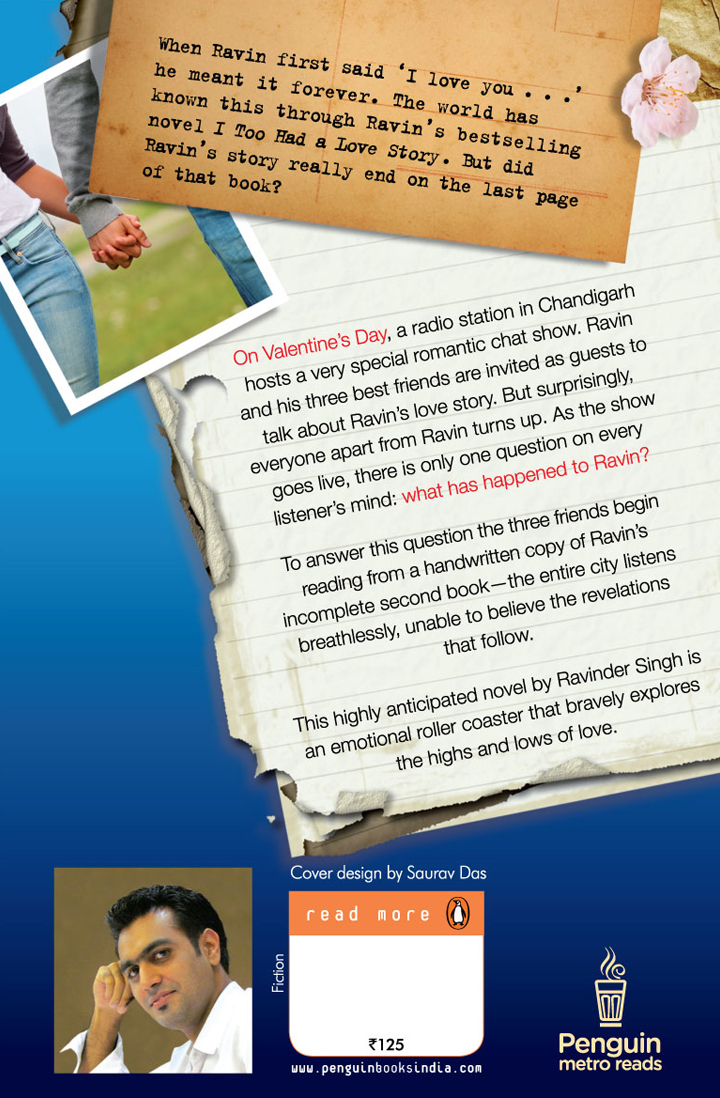 When Ravin first said ‘I love you . . .’
he meant it forever. The world has
known this through Ravin’s bestselling
novel I Too Had a Love Story. But did
Ravin’s story really end on the last page
of that book?
On Valentine’s Day, a radio station in Chandigarh
hosts a very special romantic chat show. Ravin
and his three best friends are invited as guests to
talk about Ravin’s love story. But surprisingly,
everyone apart from Ravin turns up. As the show
goes live, there is only one question on every
listener’s mind: what has happened to Ravin?
To answer this question the three friends begin
reading from a handwritten copy of Ravin’s
incomplete second book—the entire city listens
breathlessly, unable to believe the revelations
that follow.
This highly anticipated novel by Ravinder Singh is
an emotional roller coaster that bravely explores
the highs and lows of love.
Cover design by Saurav Das
read more
Fiction
₹125
www.penguinbooksindia.com
Penguin
metro reads